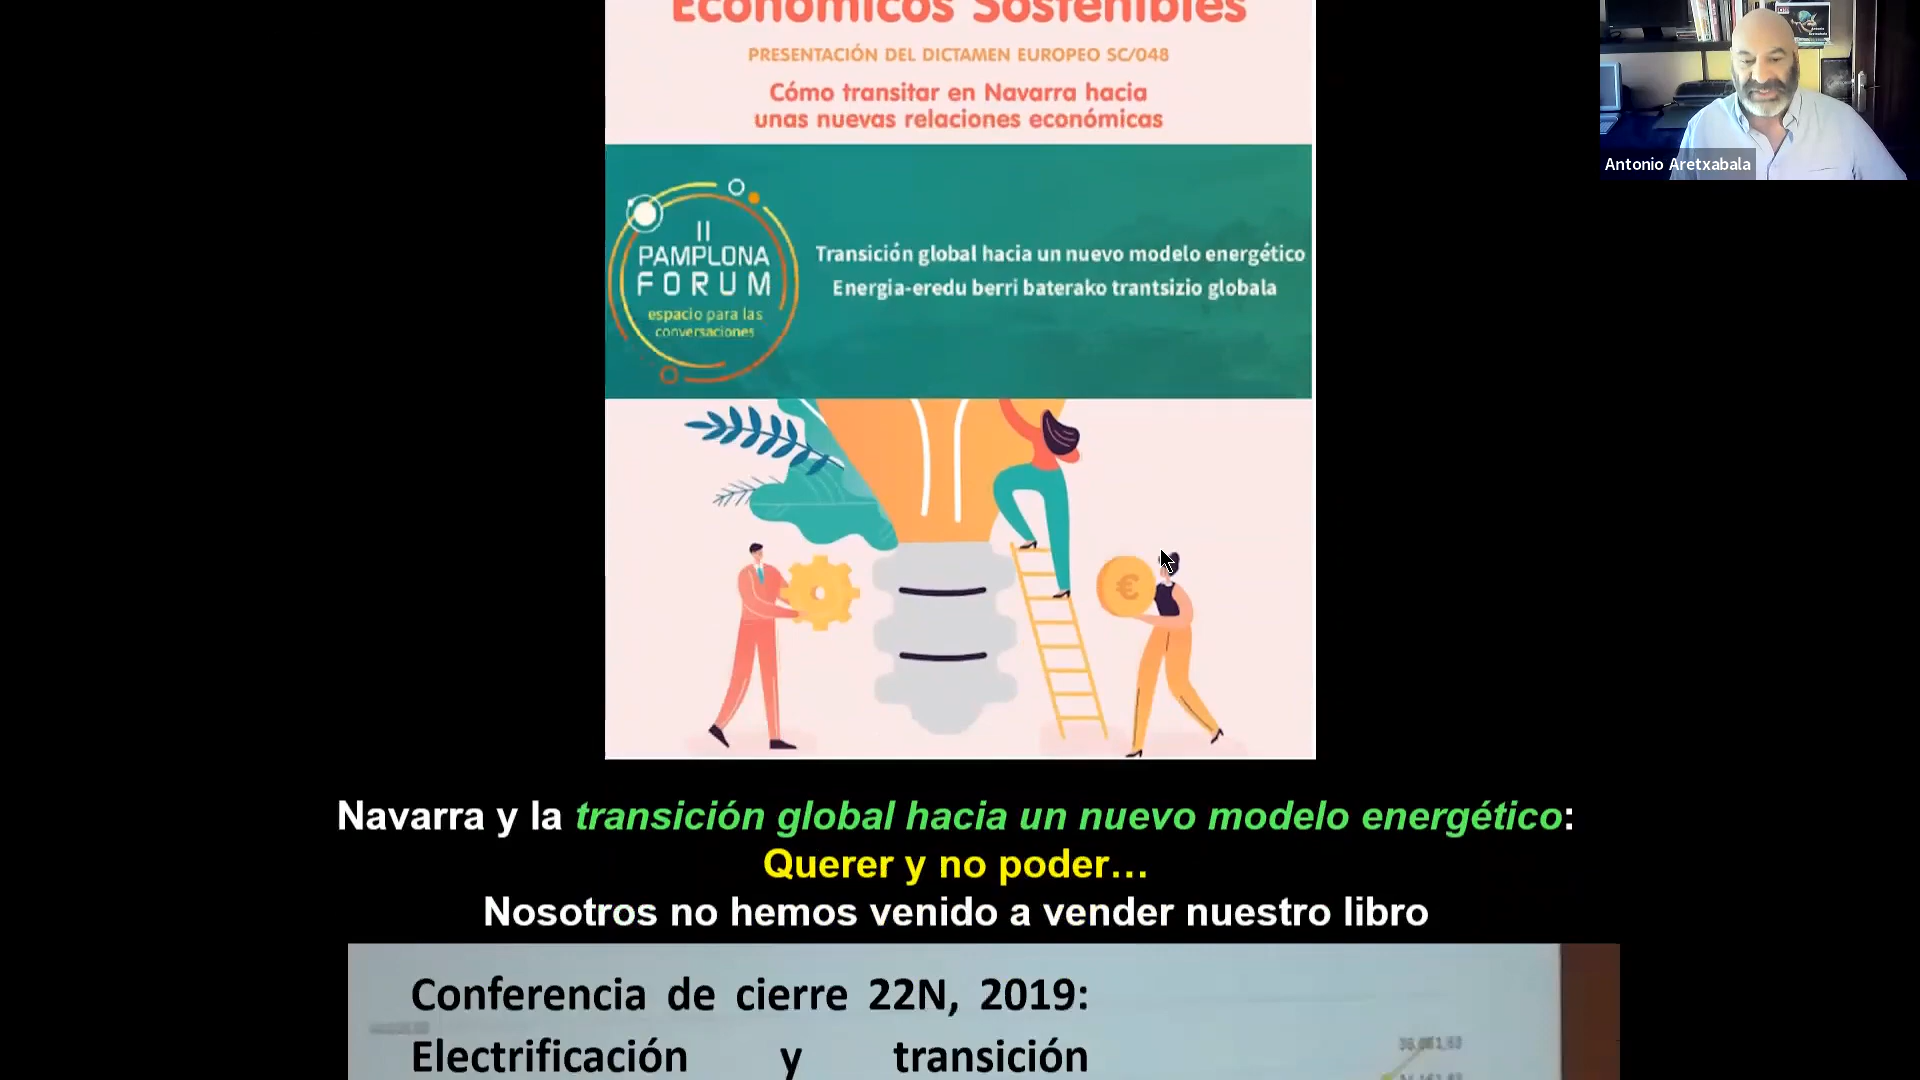 Económicos Sostenibles
PRESENTACIÓN DEL DICTAMEN EUROPEO SC/048
Cómo transitar en Navarra hacia
unas nuevas relaciones económicas
II
PAMPLONA
FORUM
espacio para las
conversaciones
Transición global hacia un nuevo modelo energético
Energia-eredu berri baterako trantsizio globala
€
Antonio Aretxabala
Navarra y la transición global hacia un nuevo modelo energético:
Querer y no poder…
Nosotros no hemos venido a vender nuestro libro
Conferencia de cierre 22N, 2019:
Electrificación y transición